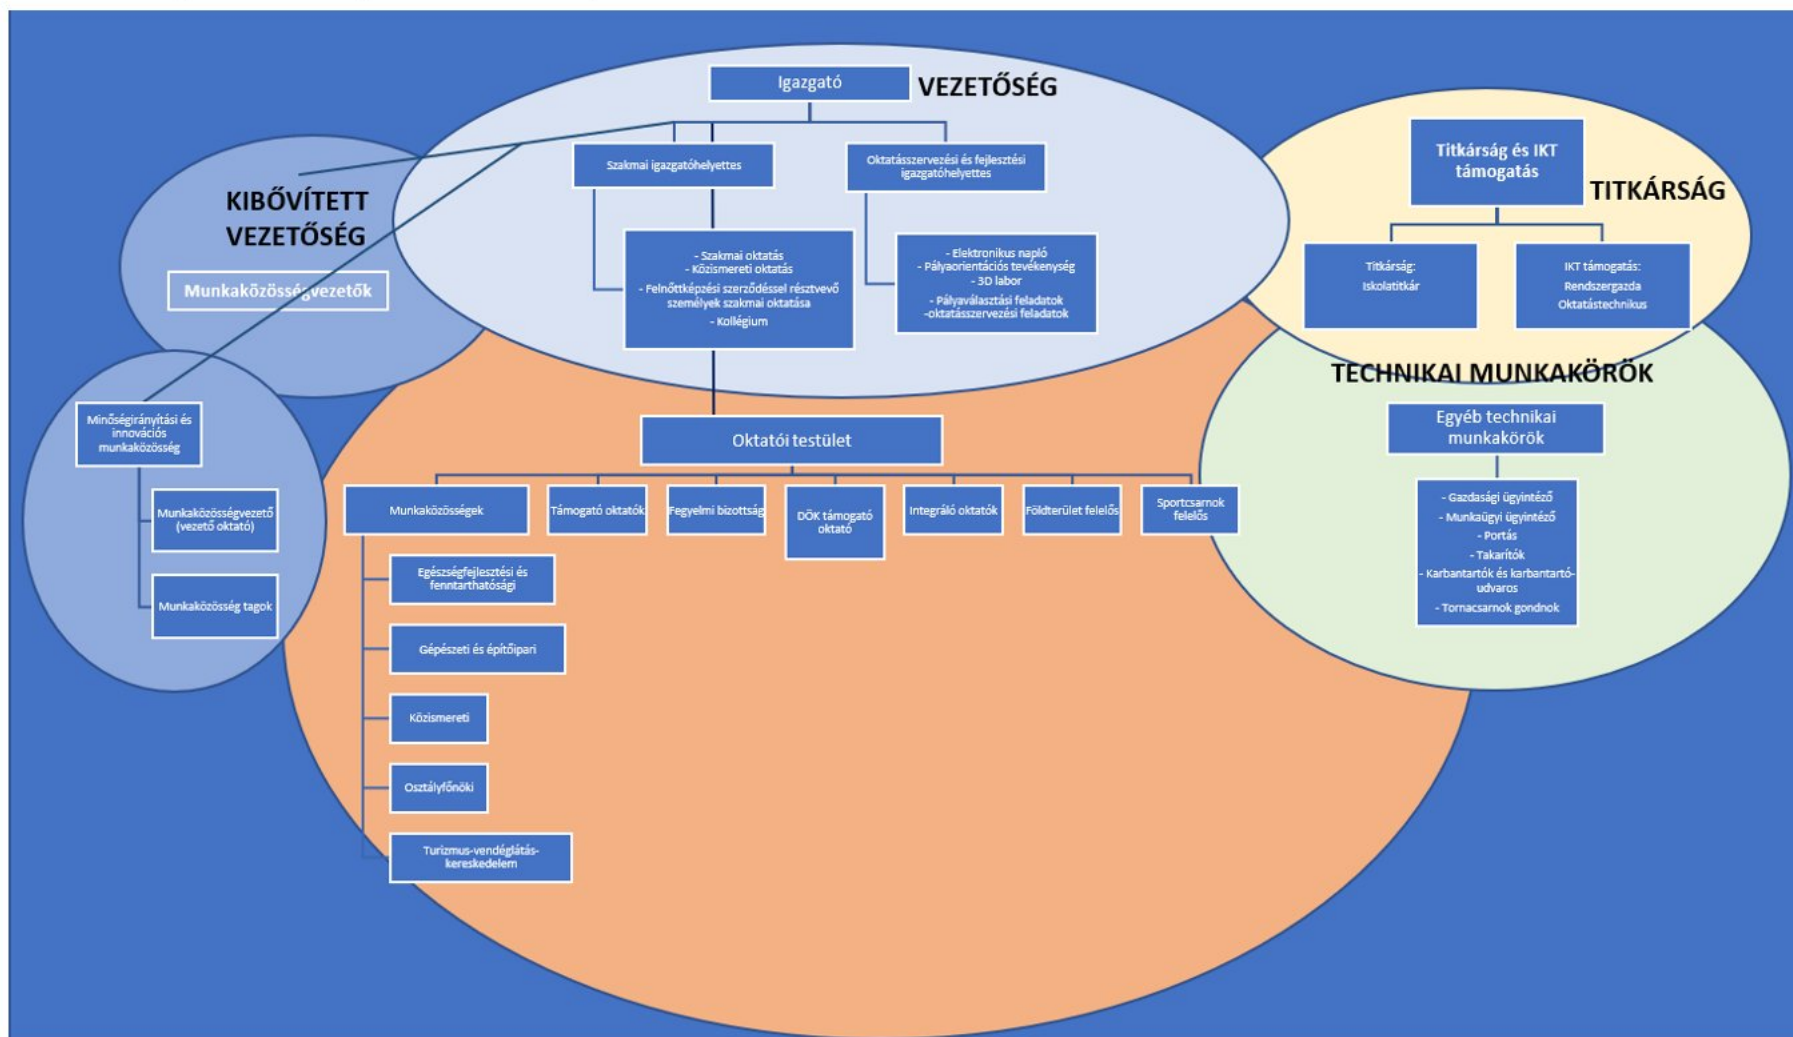 Igazgató
VEZETŐSÉG
Szakmai igazgatóhelyettes
Oktatásszervezési és fejlesztési
igazgatóhelyettes
- Szakmai oktatás
- Közismereti oktatás
- Felnőttképzési szerződéssel résztvevő
személyek szakmai oktatása
- Kollégium
- Elektronikus napló
- Pályaorientációs tevékenység
- 3D labor
- Pályaválasztási feladatok
-oktatásszervezési feladatok
KIBŐVÍTETT
VEZETŐSÉG
Munkaközösségvezetők
Minőségirányítási és
innovációs
munkaközösség
Munkaközösségvezető
(vezető oktató)
Munkaközösség tagok
Titkárság és IKT
támogatás
TITKÁRSÁG
Titkárság:
Iskolatitkár
IKT támogatás:
Rendszergazda
Oktatástechnikus
TECHNIKAI MUNKAKÖRÖK
Egyéb technikai
munkakörök
- Gazdasági ügyintéző
- Munkaügyi ügyintéző
- Portás
- Takarítók
- Karbantartók és karbantartó-
udvaros
- Tornacsarnok gondnok
Oktatói testület
Munkaközösségek
Támogató oktatók
Fegyelmi bizottság
DÖK támogató
oktató
Integráló oktatók
Földterület felelős
Sportcsarnok
felelős
Egészségfejlesztési és
fenntarthatósági
Gépészeti és építőipari
Közismereti
Osztályfőnöki
Turizmus-vendéglátás-
kereskedelem